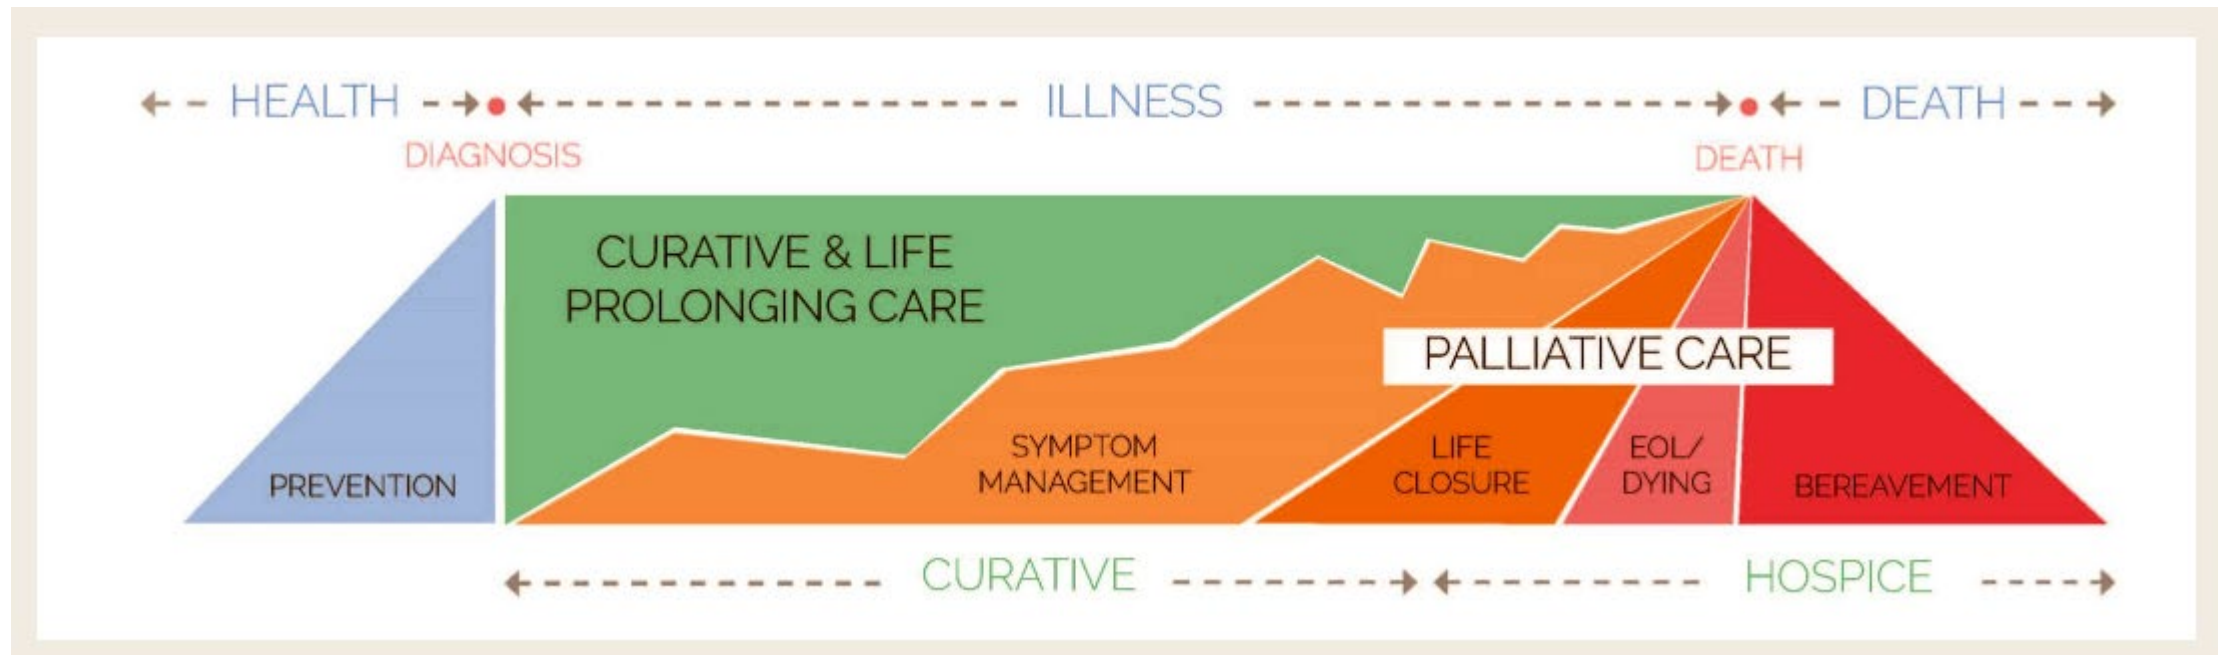 HEALTH
ILLNESS
DEATH
DIAGNOSIS
DEATH
CURATIVE & LIFE
PROLONGING CARE
PALLIATIVE CARE
PREVENTION
SYMPTOM
MANAGEMENT
LIFE
CLOSURE
EOL/
DYING
BEREAVEMENT
CURATIVE
HOSPICE